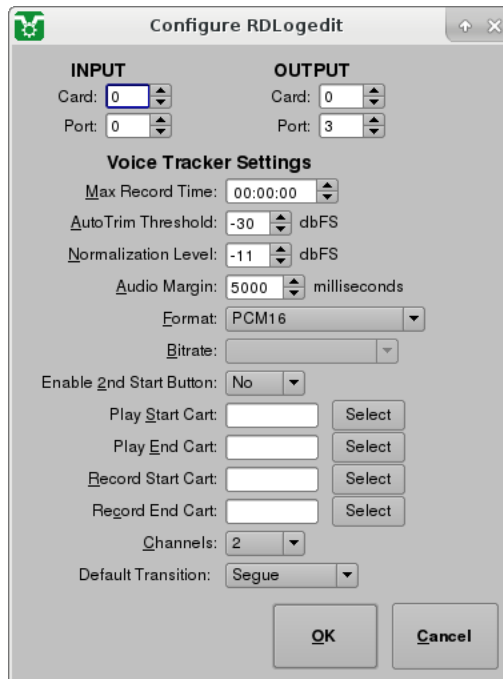 Configure RDLogedit
INPUT OUTPUT
Card: 0 Card: 0
Port: 0 Port: 3
Voice Tracker Settings
Max Record Time: 00:00:00
AutoTrim Threshold: -30 dbFS
Normalization Level: -11 dbFS
Audio Margin: 5000 milliseconds
Format: PCM16
Bitrate:
Enable 2nd Start Button: No
Play Start Cart: Select
Play End Cart: Select
Record Start Cart: Select
Record End Cart: Select
Channels: 2
Default Transition: Segue
OK Cancel